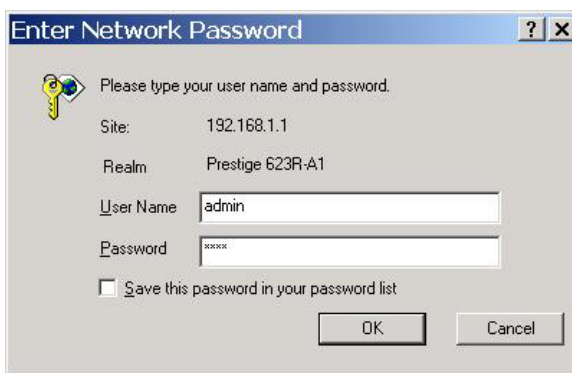 Enter Network Password
Please type your user name and password.
Site: 192.168.1.1
Realm Prestige 623R-A1
User Name admin
Password ****
Save this password in your password list
OK Cancel